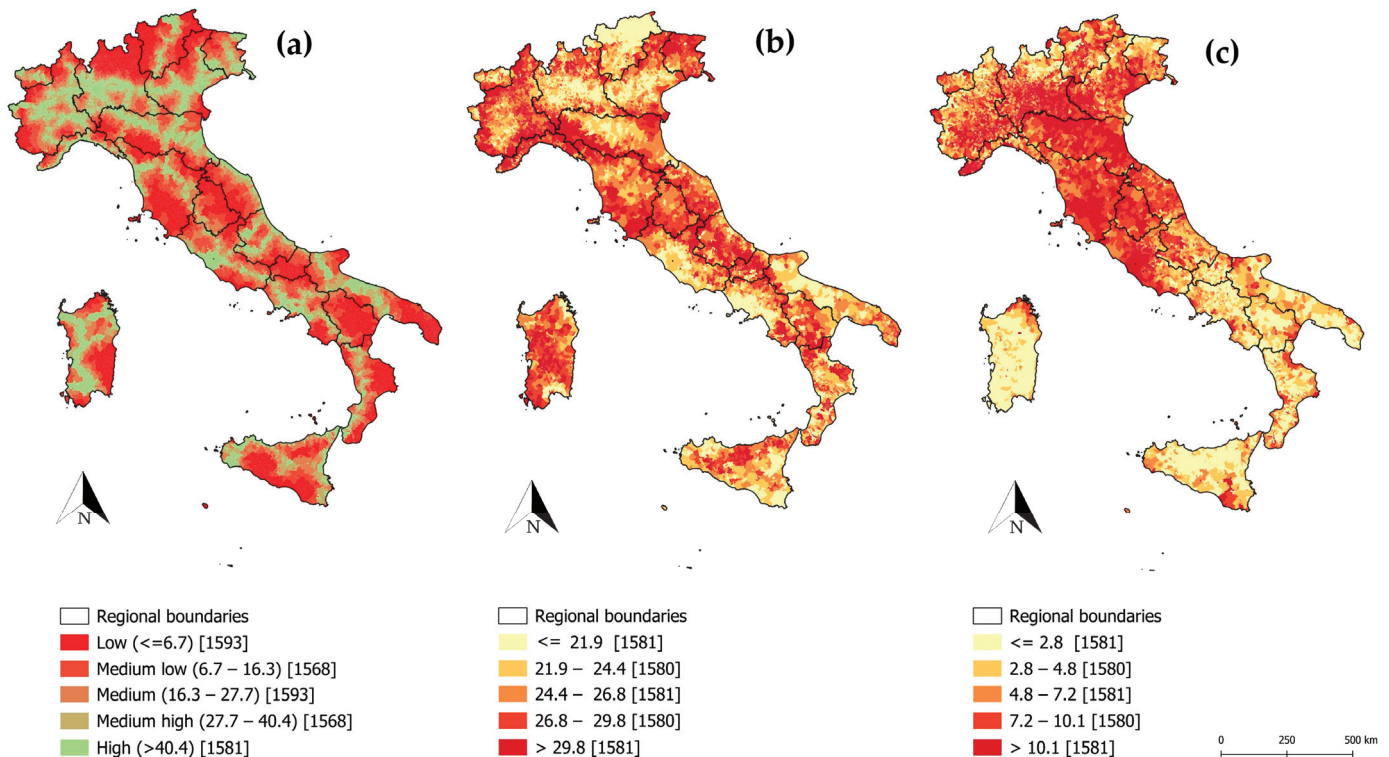 (a)
(b)
(c)
N
N
N
Regional boundaries
Low (<=6.7) [1593]
Medium low (6.7 – 16.3) [1568]
Medium (16.3 – 27.7) [1593]
Medium high (27.7 – 40.4) [1568]
High (>40.4) [1581]
Regional boundaries
<= 21.9 [1581]
21.9 – 24.4 [1580]
24.4 – 26.8 [1581]
26.8 – 29.8 [1580]
> 29.8 [1581]
Regional boundaries
<= 2.8 [1581]
2.8 – 4.8 [1580]
4.8 – 7.2 [1581]
7.2 – 10.1 [1580]
> 10.1 [1581]
0 250 500 km